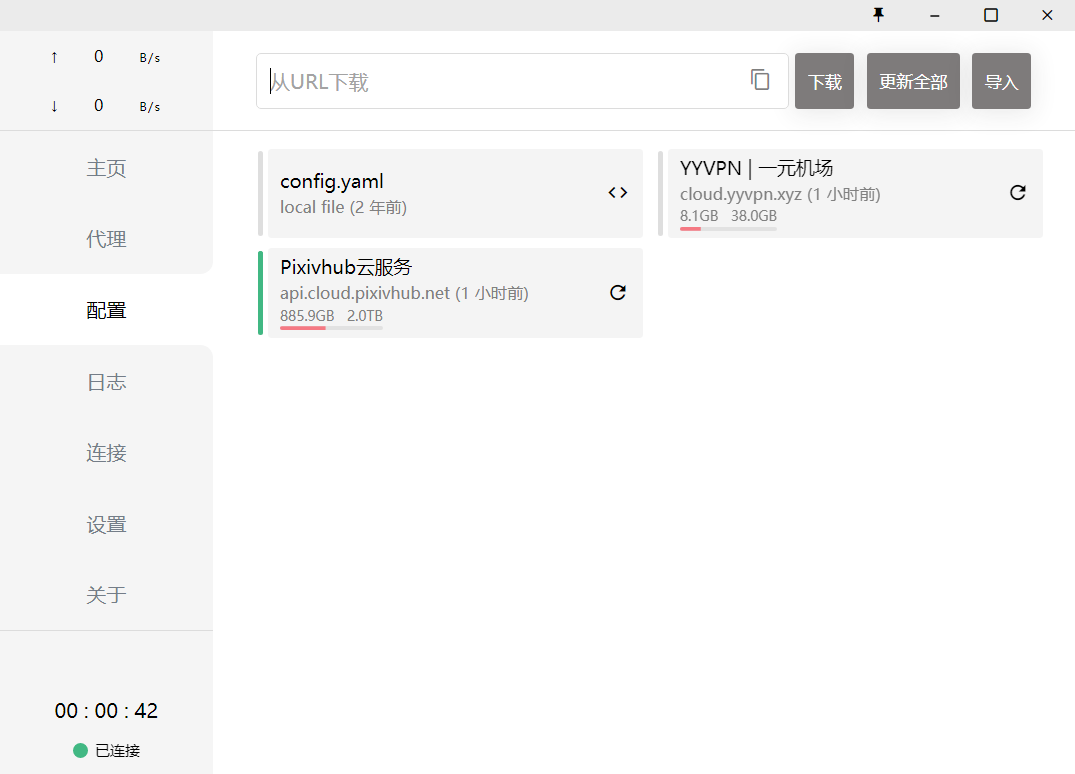 ↑ 0 B/s
↓ 0 B/s
主页
代理
配置
日志
连接
设置
关于
00 : 00 : 42
已连接
从URL下载
下载
更新全部
导入
config.yaml
local file (2 年前)
YYVPN | 一元机场
cloud.yyvpn.xyz (1 小时前)
8.1GB 38.0GB
Pixivhub云服务
api.cloud.pixivhub.net (1 小时前)
885.9GB 2.0TB